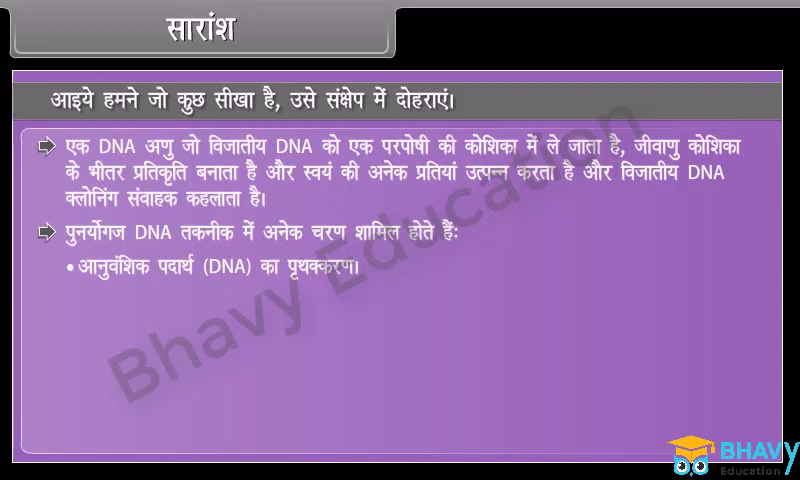 सारांश
आइये हमने जो कुछ सीखा है, उसे संक्षेप में दोहराएं।
एक DNA अणु जो विजातीय DNA को एक परपोषी की कोशिका में ले जाता है, जीवाणु कोशिका
के भीतर प्रतिकृति बनाता है और स्वयं की अनेक प्रतियां उत्पन्न करता है और विजातीय DNA
क्लोनिंग संवाहक कहलाता है।
पुनर्योगज DNA तकनीक में अनेक चरण शामिल होते हैं:
• आनुवंशिक पदार्थ (DNA) का पृथक्करण।
Bhavy Education
BHAVY
Education